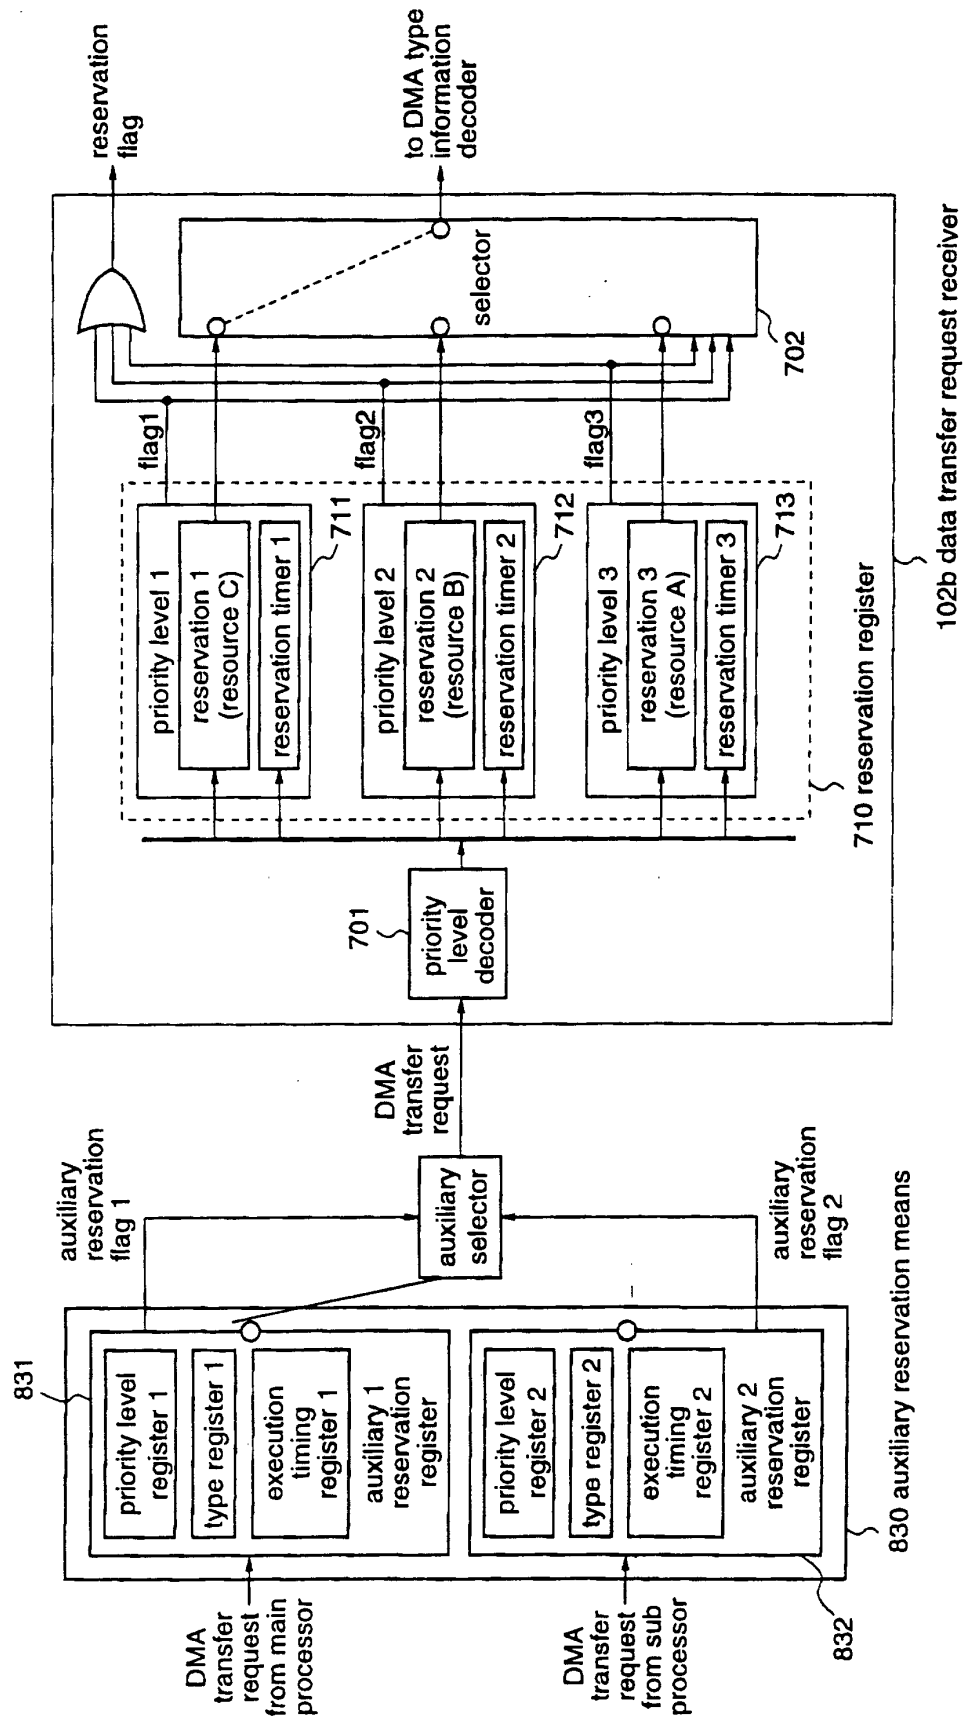 DMA
transfer
request
from main
processor
DMA
transfer
request
from sub
processor
831
priority level
register 1
type register 1
execution
timing
register 1
auxiliary 1
reservation
register
priority level
register 2
type register 2
execution
timing
register 2
auxiliary 2
reservation
register
832
830 auxiliary reservation means
auxiliary
reservation
flag 1
auxiliary
selector
auxiliary
reservation
flag 2
DMA
transfer
request
701
priority
level
decoder
priority level 1
reservation 1
(resource C)
reservation timer 1
711
priority level 2
reservation 2
(resource B)
reservation timer 2
712
priority level 3
reservation 3
(resource A)
reservation timer 3
713
710 reservation register
flag1
flag2
flag3
selector
702
reservation
flag
to DMA type
information
decoder
102b data transfer request receiver